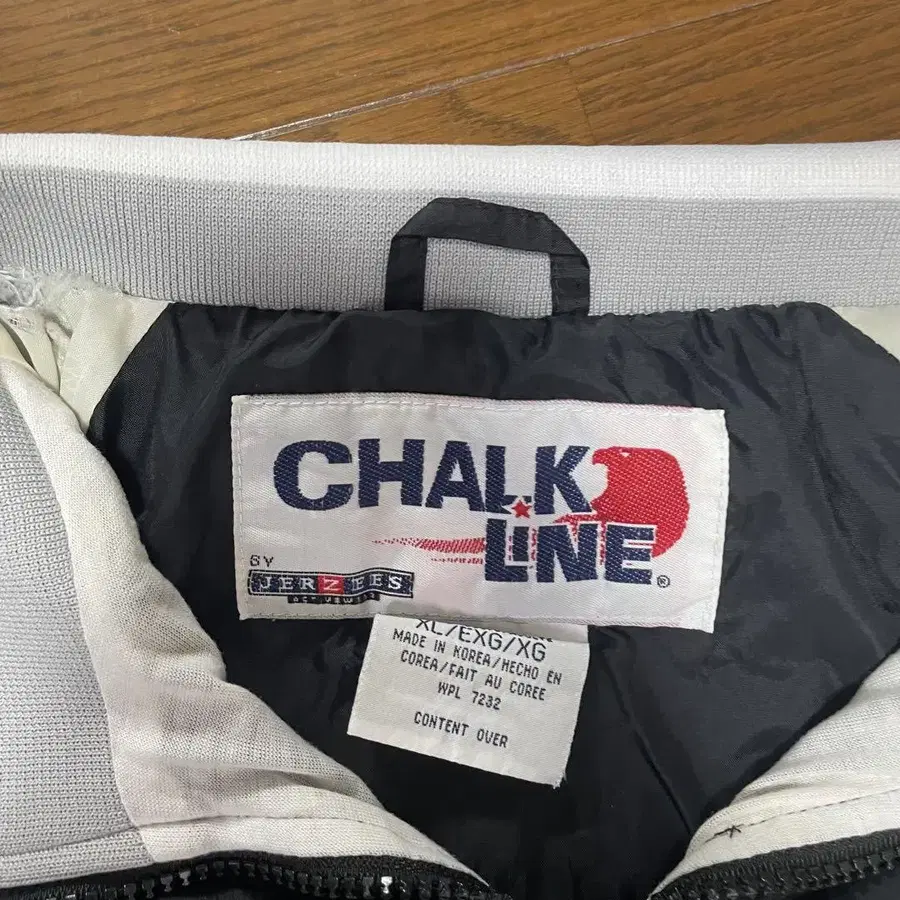 CHALK
LINE®
BY
JERZEES
XL/EXG/XG
MADE IN KOREA/HECHO EN
COREA/FAIT AU COREE
WPL 7232
CONTENT OVER